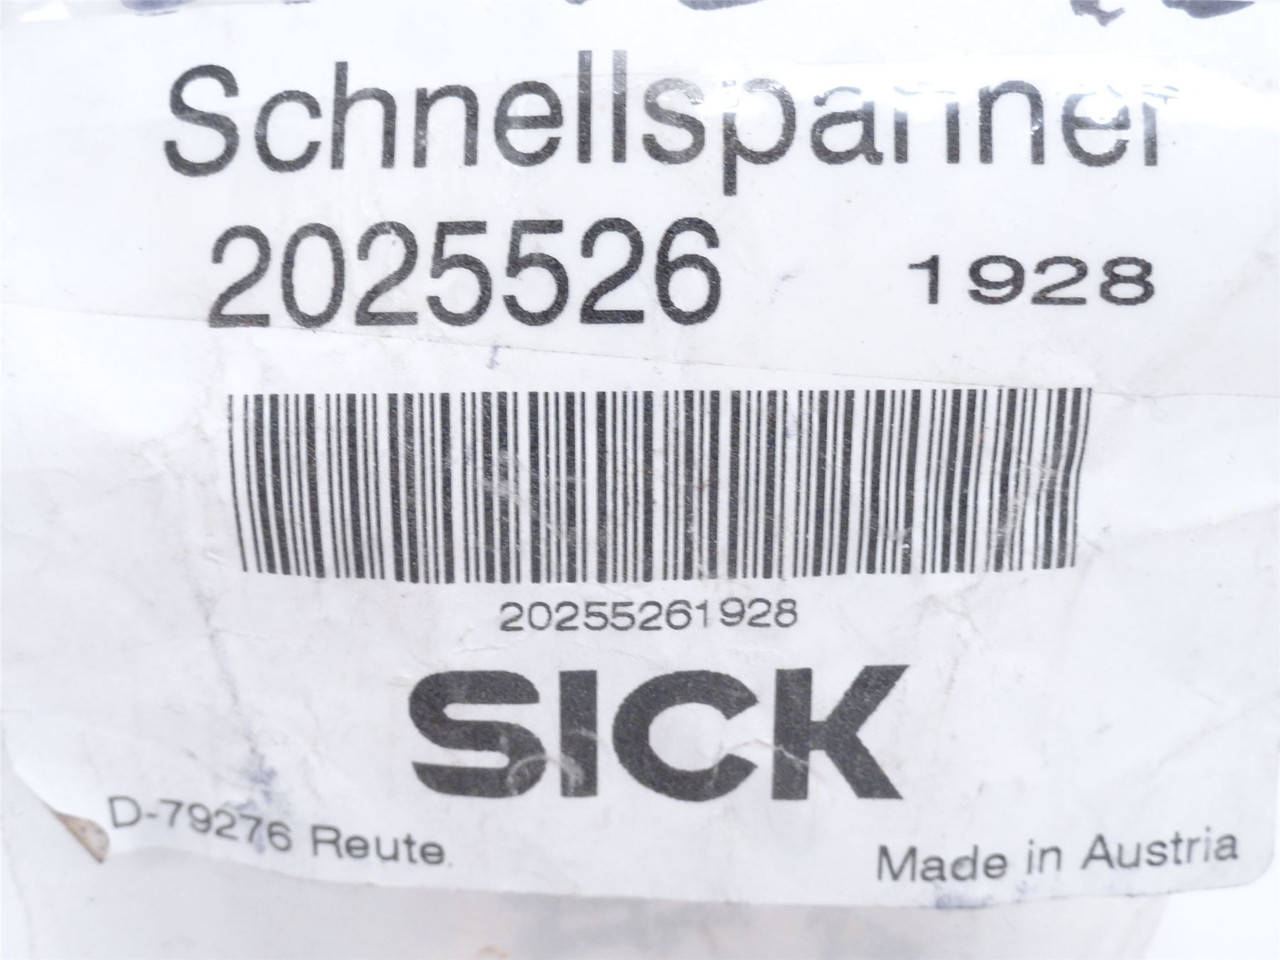 Schnellspanner
2025526 1928
20255261928
SICK
D-79276 Reute
Made in Austria